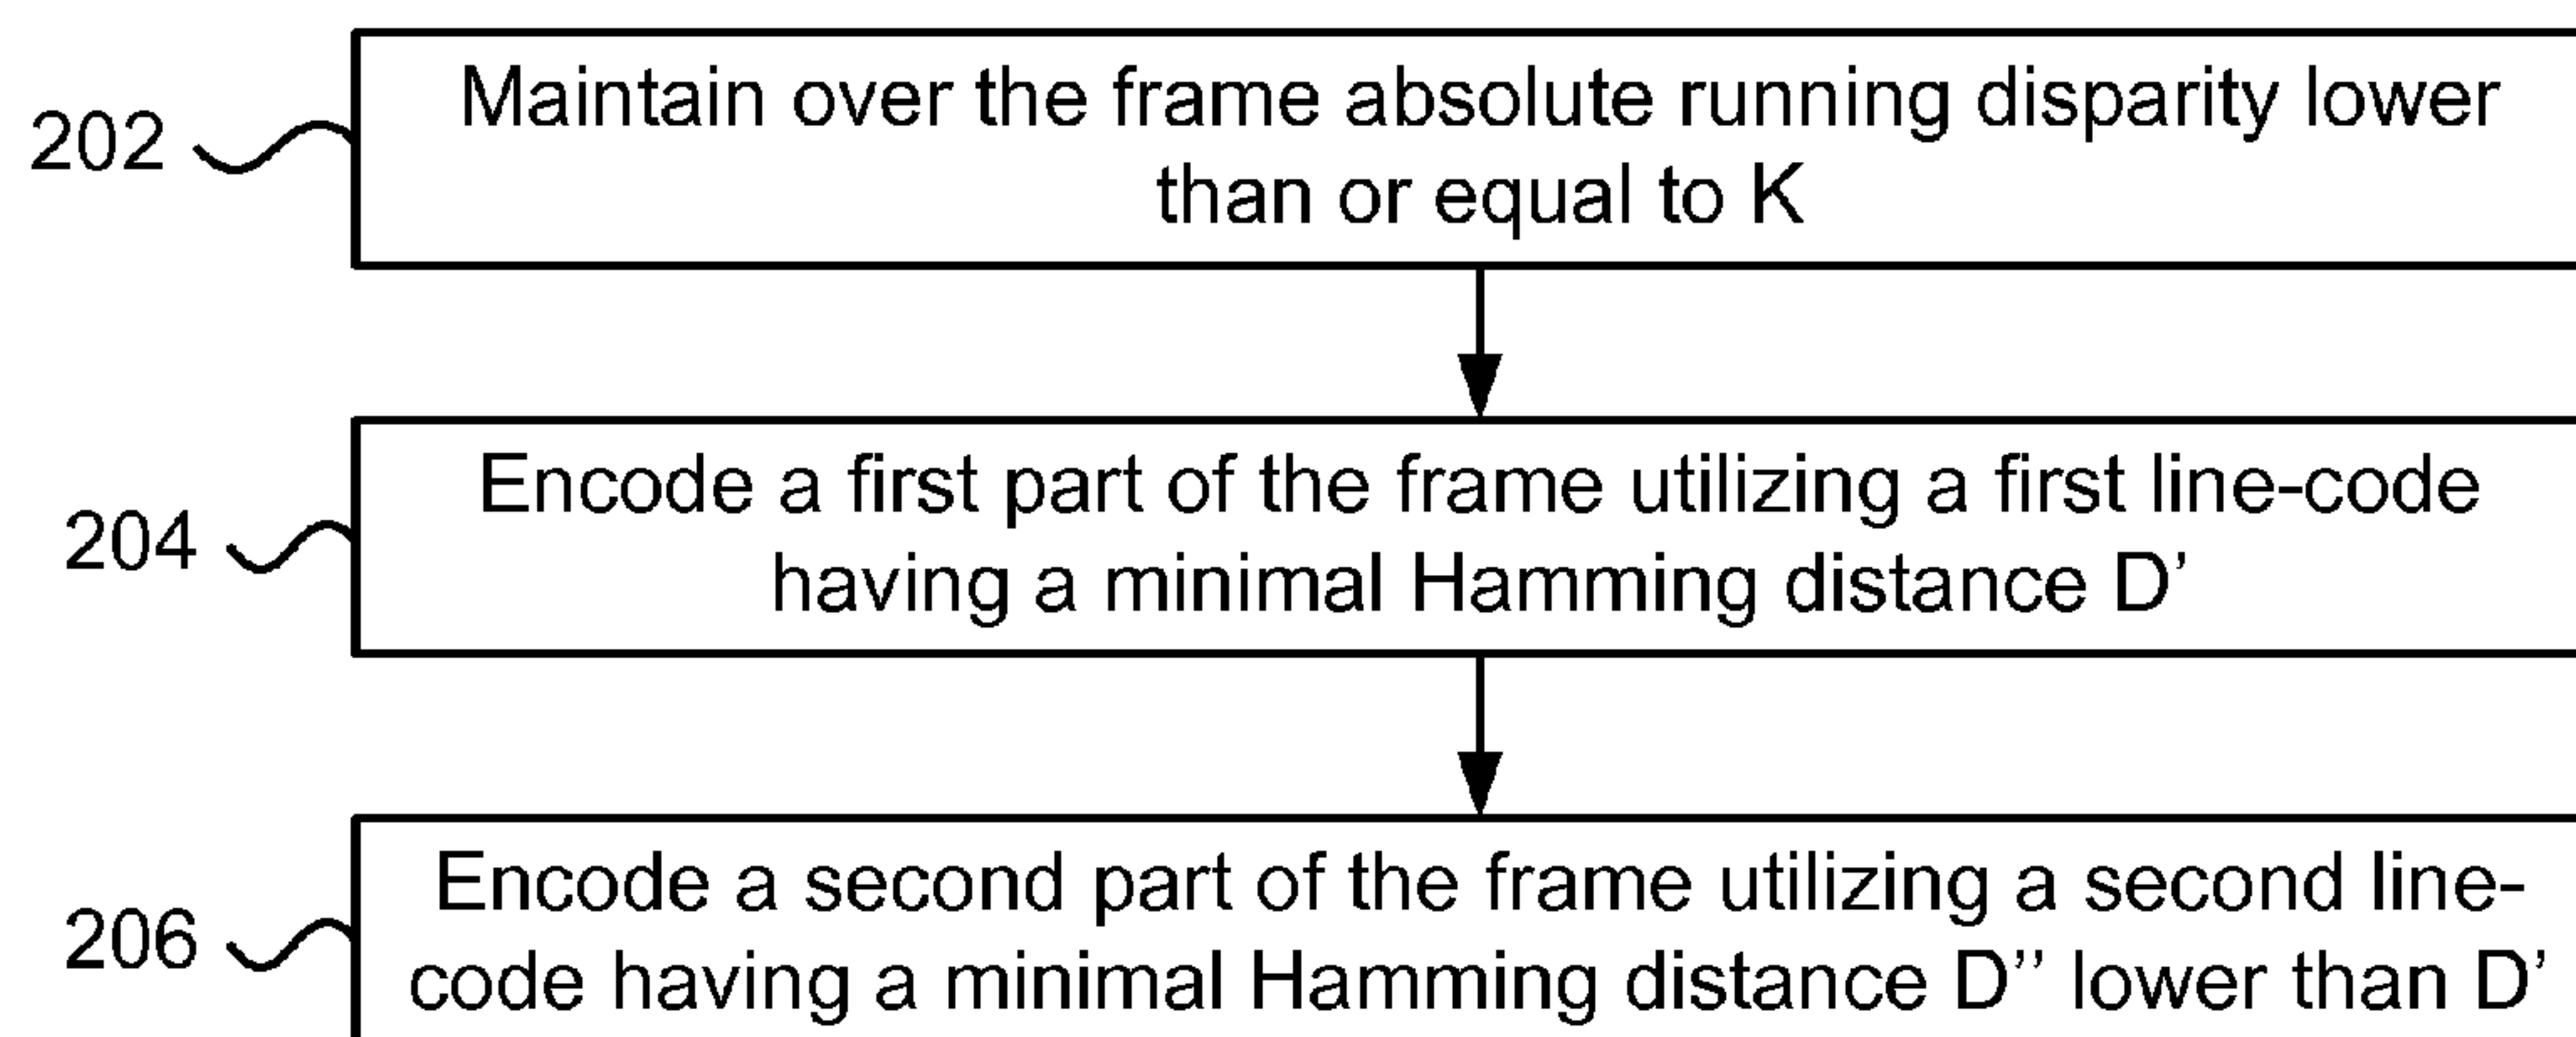 202
Maintain over the frame absolute running disparity lower
than or equal to K
204
Encode a first part of the frame utilizing a first line-code
having a minimal Hamming distance D’
206
Encode a second part of the frame utilizing a second line-
code having a minimal Hamming distance D’’ lower than D’